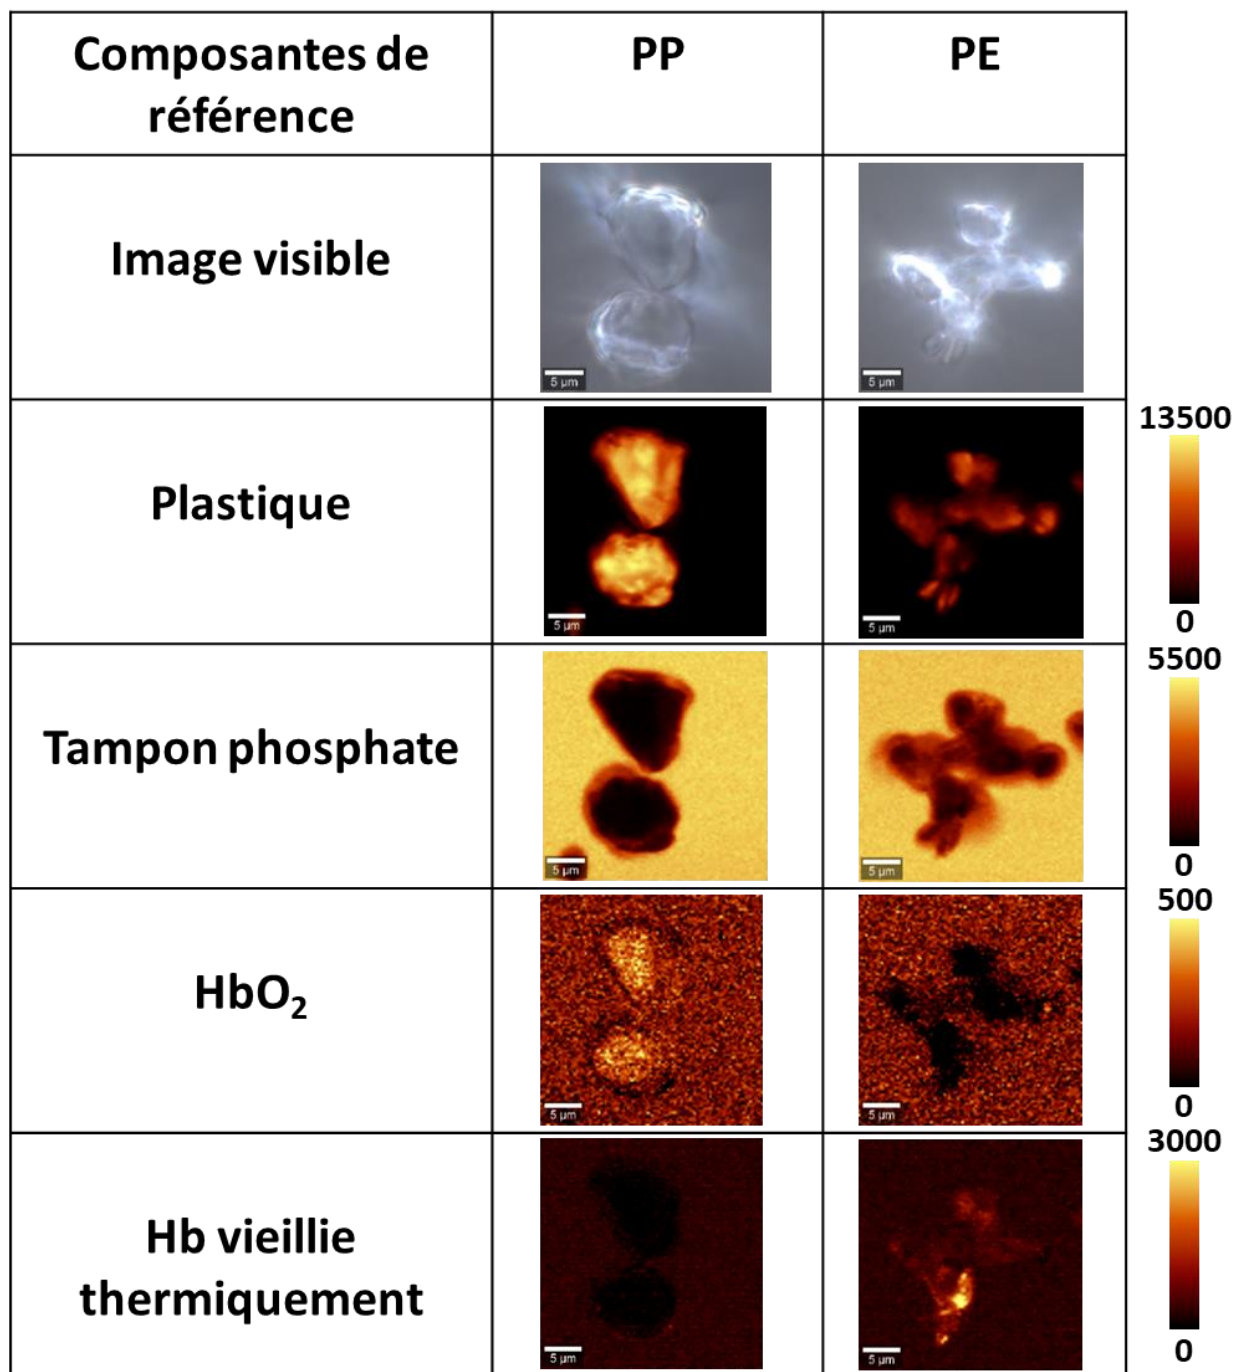 Composantes de
référence
PP
PE
Image visible
5 µm
5 µm
Plastique
5 µm
5 µm
13500
0
Tampon phosphate
5 µm
5 µm
5500
0
HbO₂
5 µm
5 µm
500
0
Hb vieillie
thermiquement
5 µm
5 µm
3000
0